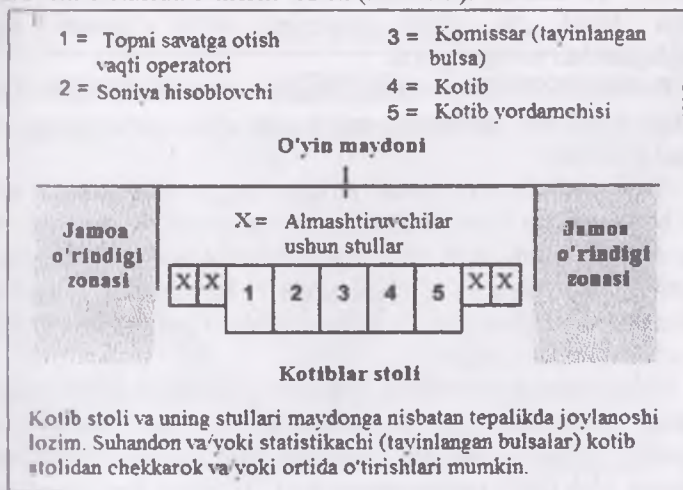 1 = Topni savatga otish
vaqti operatori
2 = Soniya hisoblovchi
3 = Komissar (tayinlangan
bulsa)
4 = Kotib
5 = Kotib yordamchisi
O'yin maydoni
Jamoa
o'rindigi
zonasi
X = Almashtiruvchilar
ushun stullar
Jamoa
o'rindigi
zonasi
X X 1 2 3 4 5 X X
Kotiblar stoli
Kotib stoli va uning stullari maydonga nisbatan tepalikda joylanoshi
lozim. Suhandon va/yoki statistikachi (tayinlangan bulsalar) kotib
stolidan chekkarok va/yoki ortida o'tirishlari mumkin.